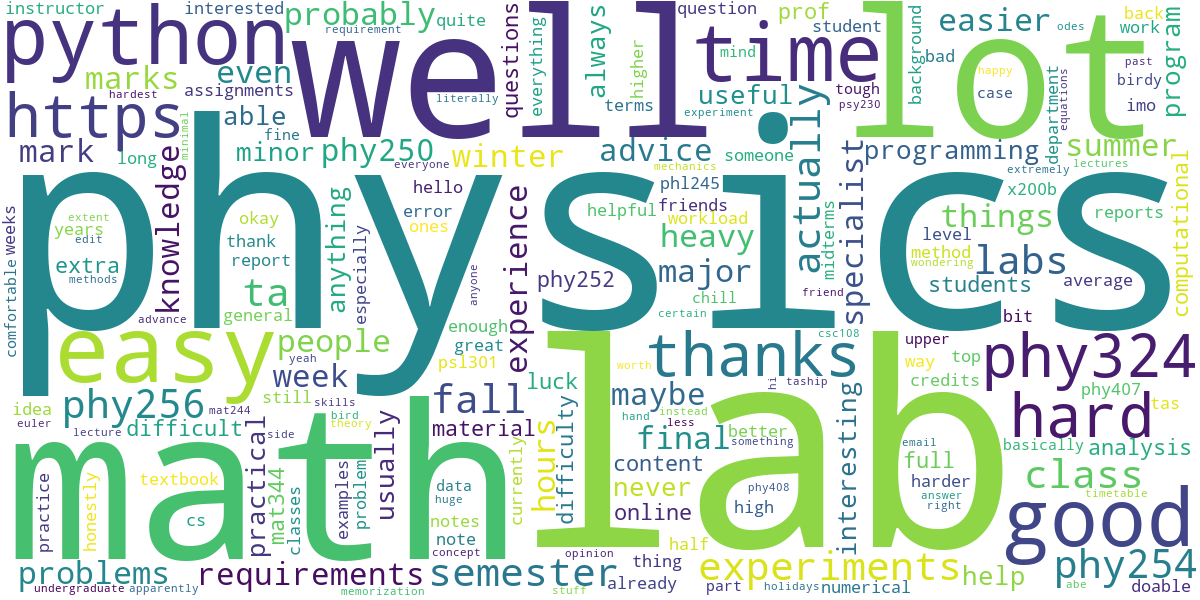 instructor
interested
probably
quite
requirement
well
question
prof
student
lot
easier
back
work
odes
python
marks
even
hardest
assignments
literally
questions
everything
higher
always
time
mind
terms
useful
tough
psy230
background
bad
happy
case
department
equations
past
birdy
imo
program
https
mark
long
minimal
knowledge
able
fine
minor
phy250
everyone
winter
experiment
advice
someone
mechanics
actually
specialist
programming
extremely
lectures
summer
physics
years
extent
edit
extra
methods
comfortable
weeks
advance
okay
thank
report
ta
general
anything
especially
hello
error
ones
anyone
experience
helpful
phl245
friends
workload
heavy
phy252
major
chill
certain
midterms
friend
x200b
things
level
method
wondering
labs
students
reports
average
computational
bit
easy
people
yeah
week
still
skills
enough
great
psl301
luck
thanks
worth
hi
taship
csc108
upper
way
top
credits
phy324
phy407
tas
idea
euler
mat244
phy256
lecture
difficult
side
bird
theory
fall
material
maybe
hand
instead
less
final
better
something
interesting
hard
basically
analysis
math
honestly
practice
textbook
cs
practical
mat344
classes
examples
problem
usually
data
huge
notes
note
concept
currently
hours
difficulty
content
never
online
opinion
lab
high
phy408
half
email
full
harder
answer
right
class
timetable
good
problems
undergraduate
apparently
requirements
memorization
semester
stuff
already
thing
part
experiments
holidays
numerical
help
abe
phy254
doable